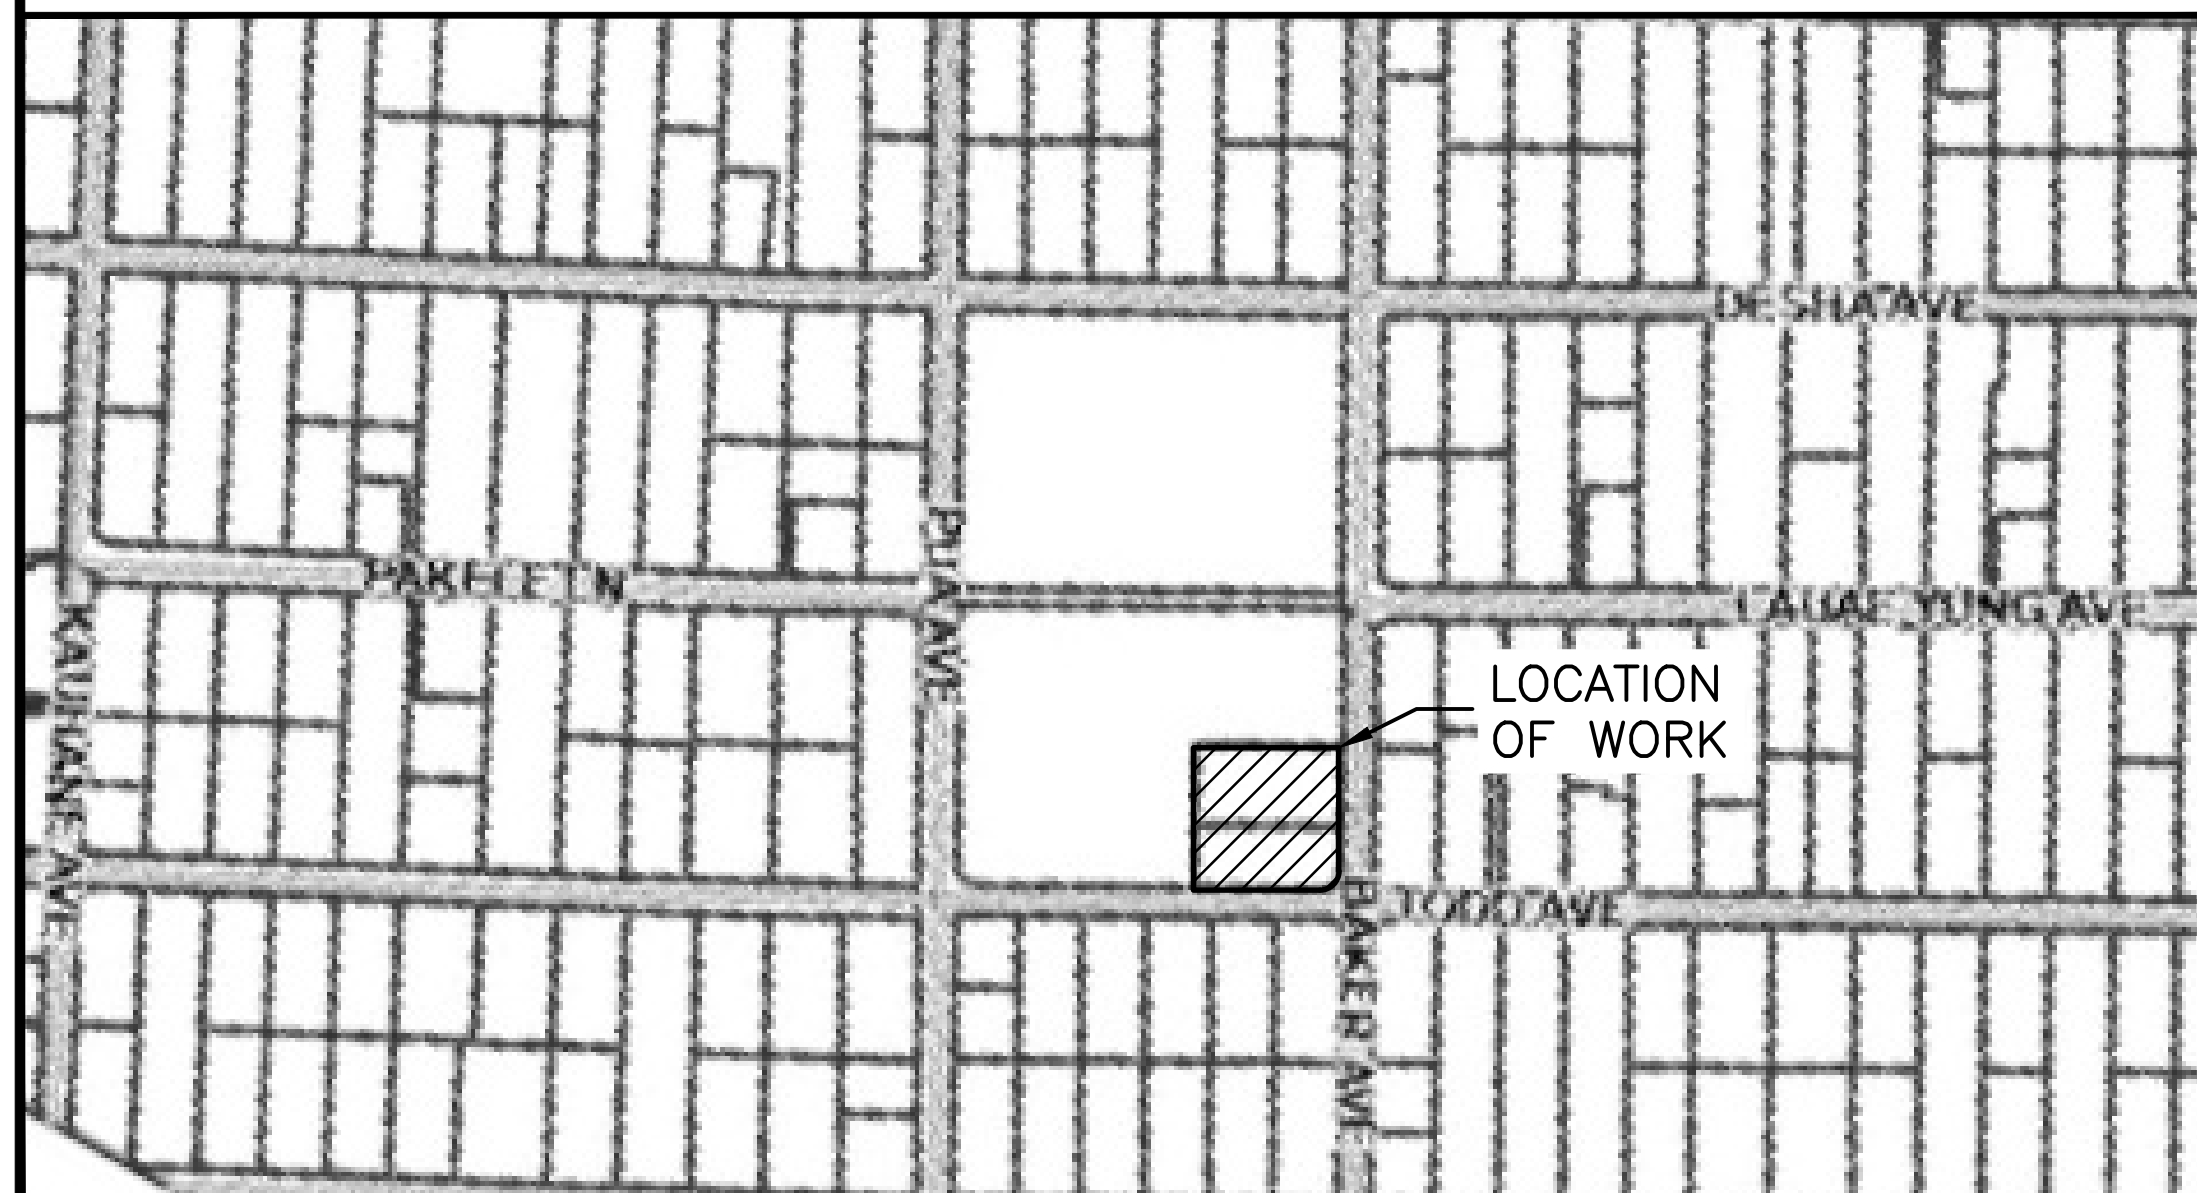 DESHA AVE
PUA AVE
PAKELE LN
LAUAE YUNG AVE
KAUHANE AVE
LOCATION
OF WORK
BAKER AVE
TODD AVE